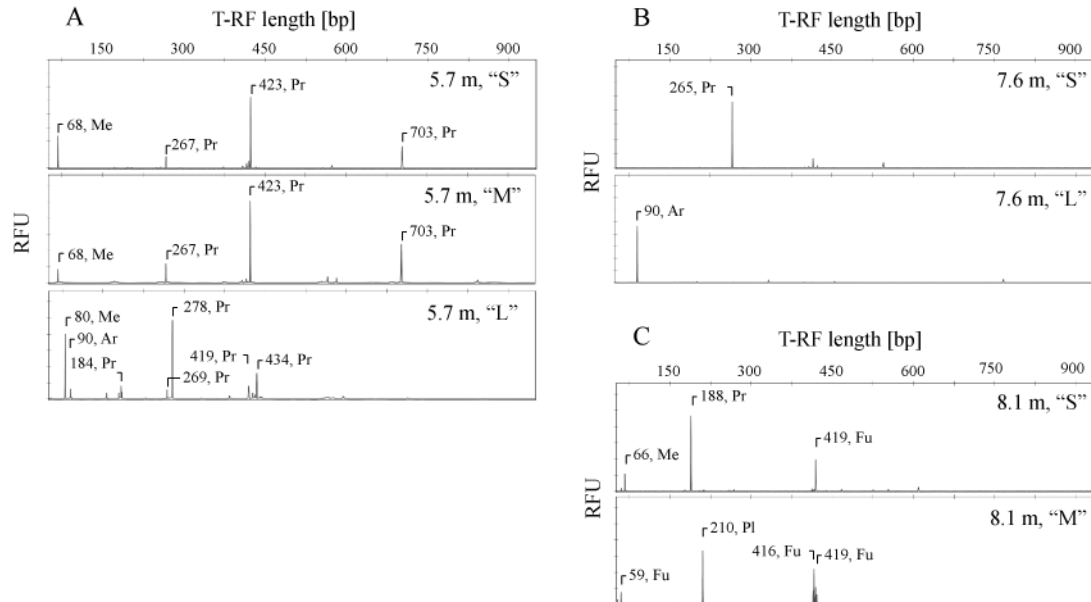 A
T-RF length [bp]
150 300 450 600 750 900
5.7 m, “S”
423, Pr
68, Me
267, Pr
703, Pr
5.7 m, “M”
423, Pr
68, Me
267, Pr
703, Pr
RFU
5.7 m, “L”
278, Pr
80, Me
90, Ar
184, Pr
269, Pr
419, Pr
434, Pr
B
T-RF length [bp]
150 300 450 600 750 900
7.6 m, “S”
265, Pr
RFU
7.6 m, “L”
90, Ar
C
T-RF length [bp]
150 300 450 600 750 900
8.1 m, “S”
188, Pr
66, Me
419, Fu
RFU
8.1 m, “M”
210, Pl
416, Fu
419, Fu
59, Fu